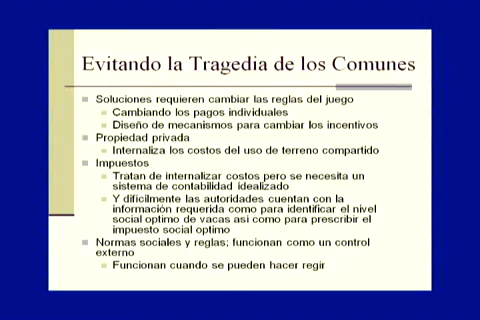 Evitando la Tragedia de los Comunes
Soluciones requieren cambiar las reglas del juego
Cambiando los pagos individuales
Diseño de mecanismos para cambiar los incentivos
Propiedad privada
Internaliza los costos del uso de terreno compartido
Impuestos
Tratan de internalizar costos pero se necesita un
sistema de contabilidad idealizado
Y dificilmente las autoridades cuentan con la
información requerida como para identificar el nivel
social optimo de vacas asi como para prescribir el
impuesto social optimo
Normas sociales y reglas; funcionan como un control
externo
Funcionan cuando se pueden hacer regir